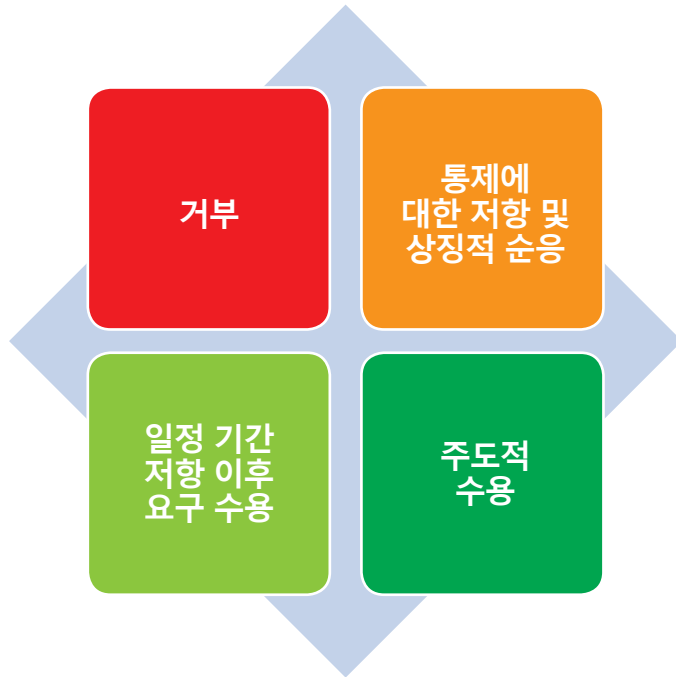 거부
통제에
대한 저항 및
상징적 순응
일정 기간
저항 이후
요구 수용
주도적
수용